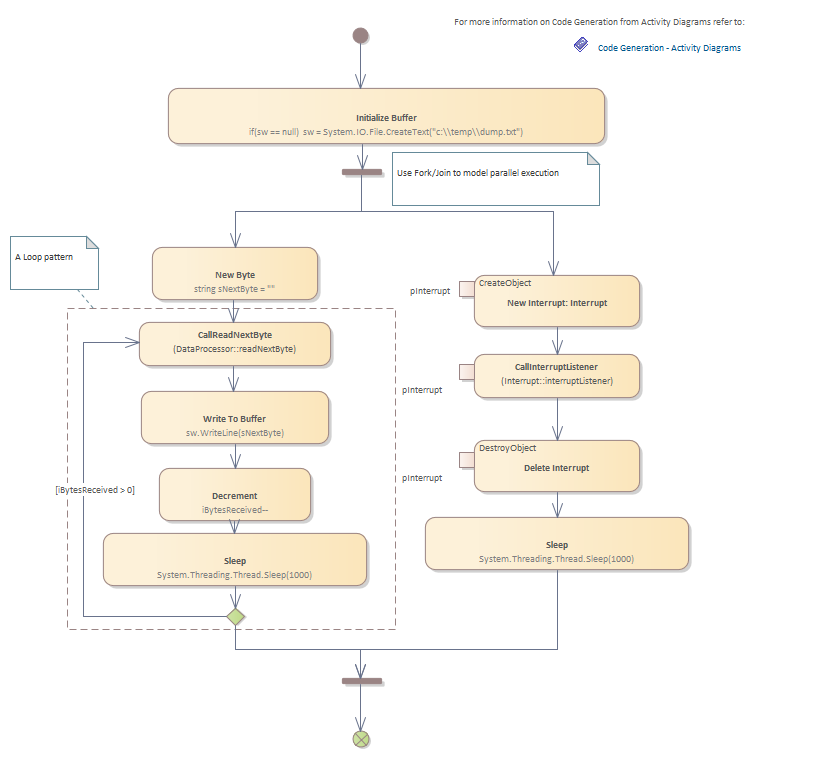 For more information on Code Generation from Activity Diagrams refer to:
Code Generation - Activity Diagrams
Initialize Buffer
if(sw == null)  sw = System.IO.File.CreateText("c:\\temp\\dump.txt")
Use Fork/Join to model parallel execution
A Loop pattern
New Byte
string sNextByte = ""
CallReadNextByte
(DataProcessor::readNextByte)
Write To Buffer
sw.WriteLine(sNextByte)
[iBytesReceived > 0]
Decrement
iBytesReceived--
Sleep
System.Threading.Thread.Sleep(1000)
CreateObject
pInterrupt
New Interrupt: Interrupt
CallInterruptListener
(Interrupt::interruptListener)
pInterrupt
DestroyObject
Delete Interrupt
pInterrupt
Sleep
System.Threading.Thread.Sleep(1000)